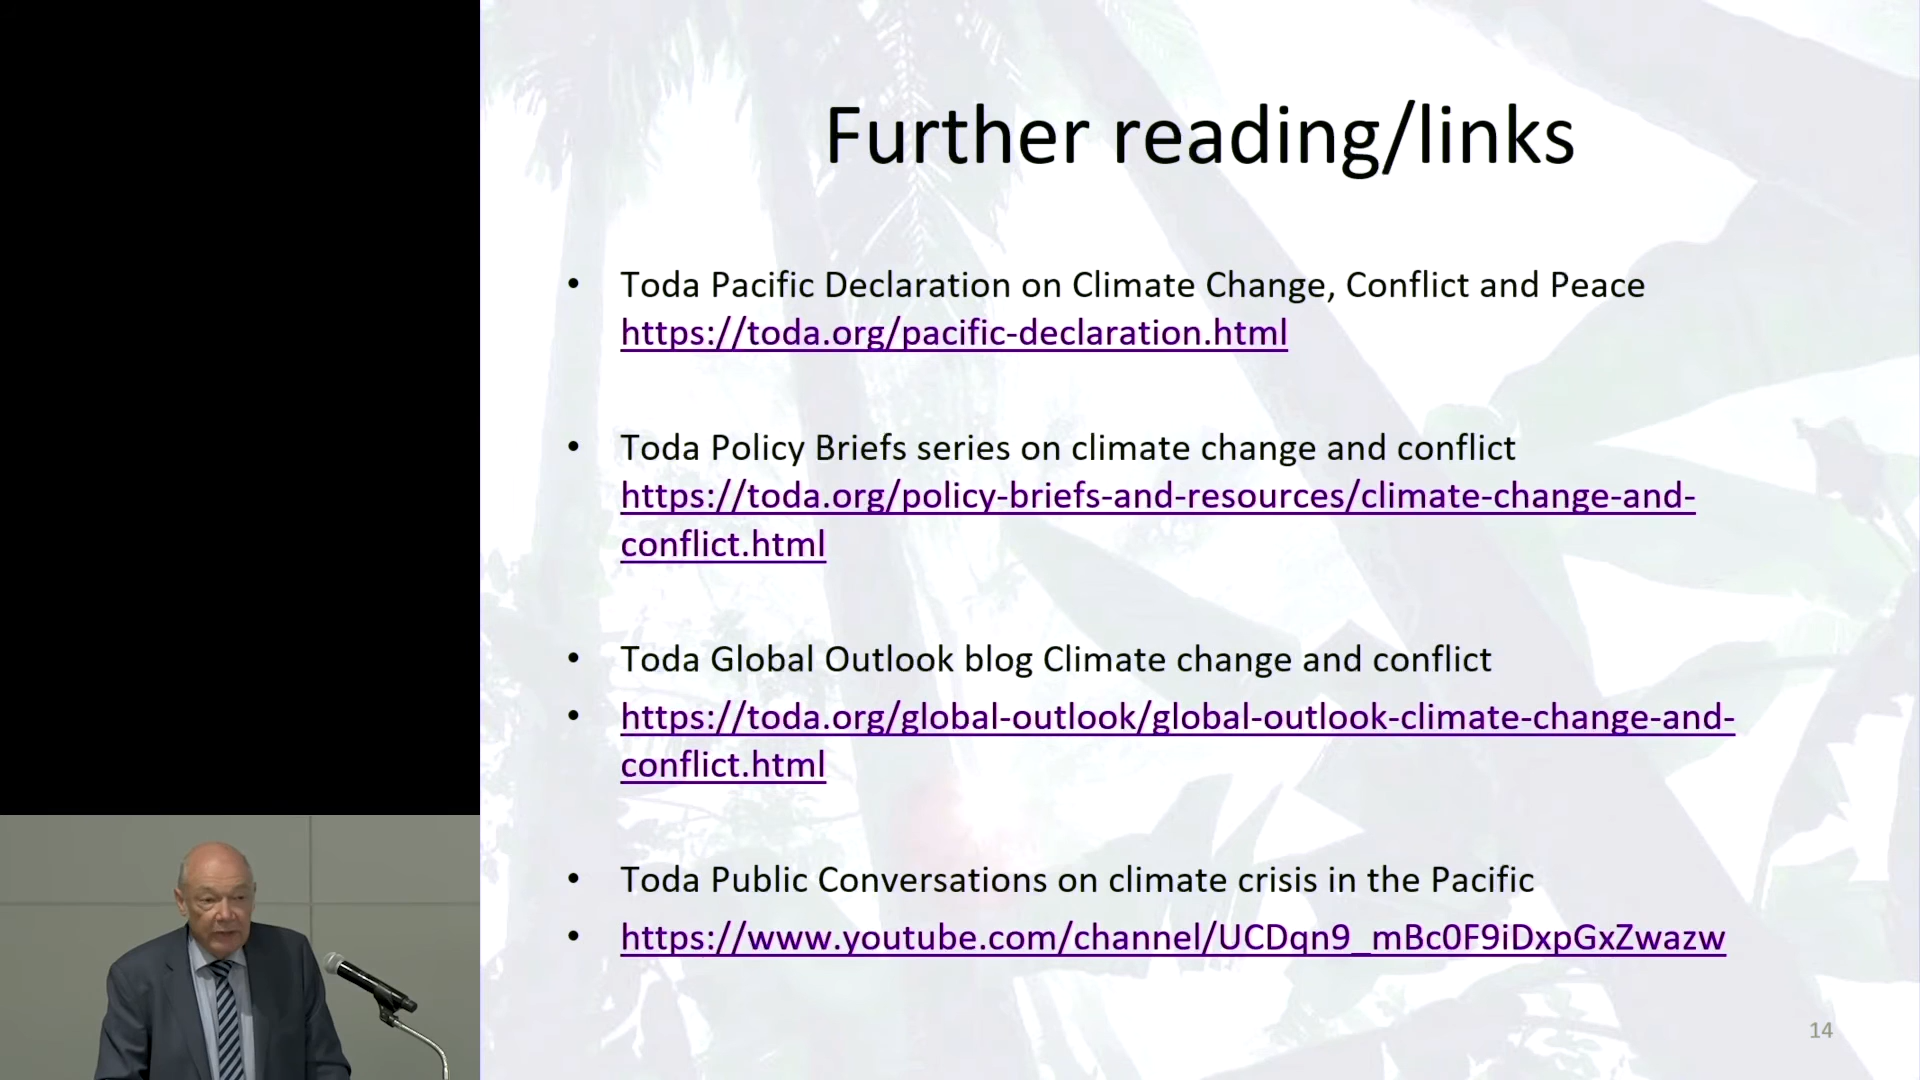 Further reading/links
• Toda Pacific Declaration on Climate Change, Conflict and Peace
https://toda.org/pacific-declaration.html
• Toda Policy Briefs series on climate change and conflict
https://toda.org/policy-briefs-and-resources/climate-change-and-
conflict.html
• Toda Global Outlook blog Climate change and conflict
• https://toda.org/global-outlook/global-outlook-climate-change-and-
conflict.html
• Toda Public Conversations on climate crisis in the Pacific
• https://www.youtube.com/channel/UCDqn9_mBc0F9iDxpGxZwazw
14